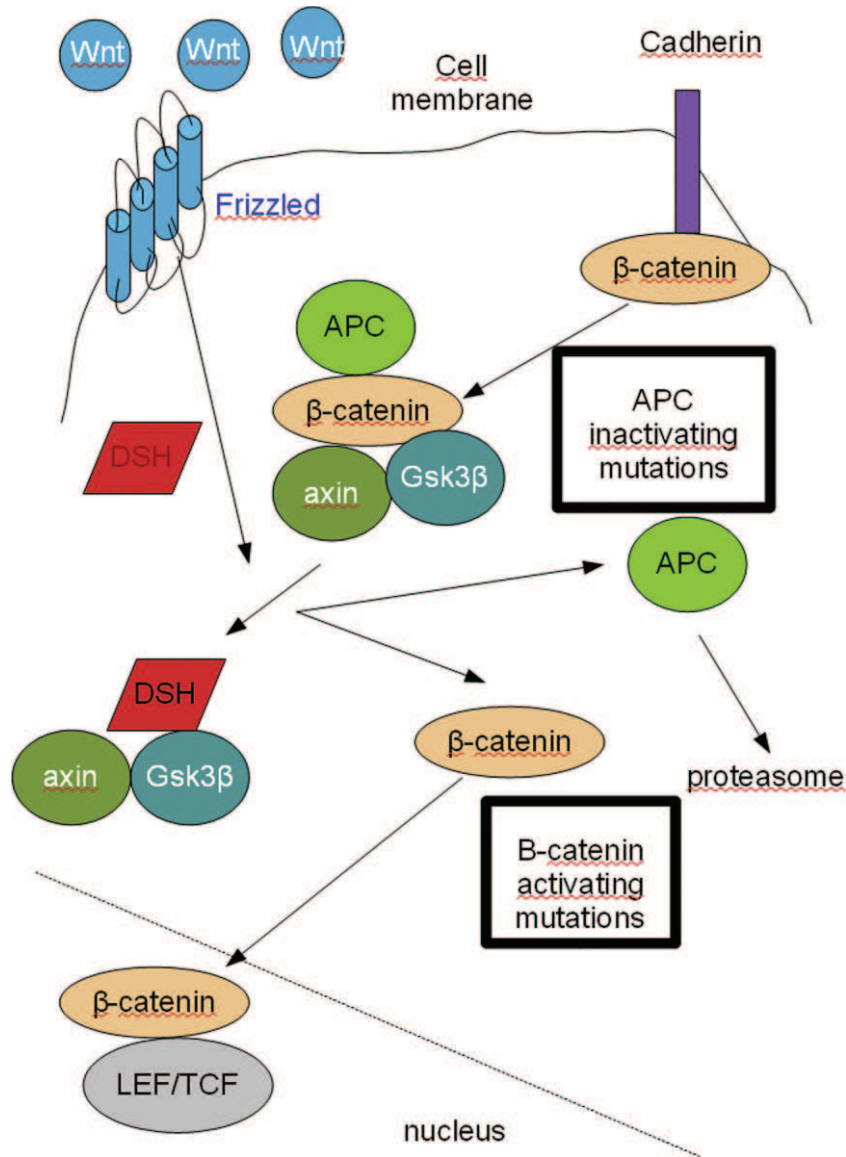 Wnt
Wnt
Wnt
Cadherin
Cell
membrane
Frizzled
β-catenin
APC
β-catenin
axin
Gsk3β
DSH
APC
inactivating
mutations
APC
DSH
axin
Gsk3β
β-catenin
proteasome
B-catenin
activating
mutations
β-catenin
LEF/TCF
nucleus